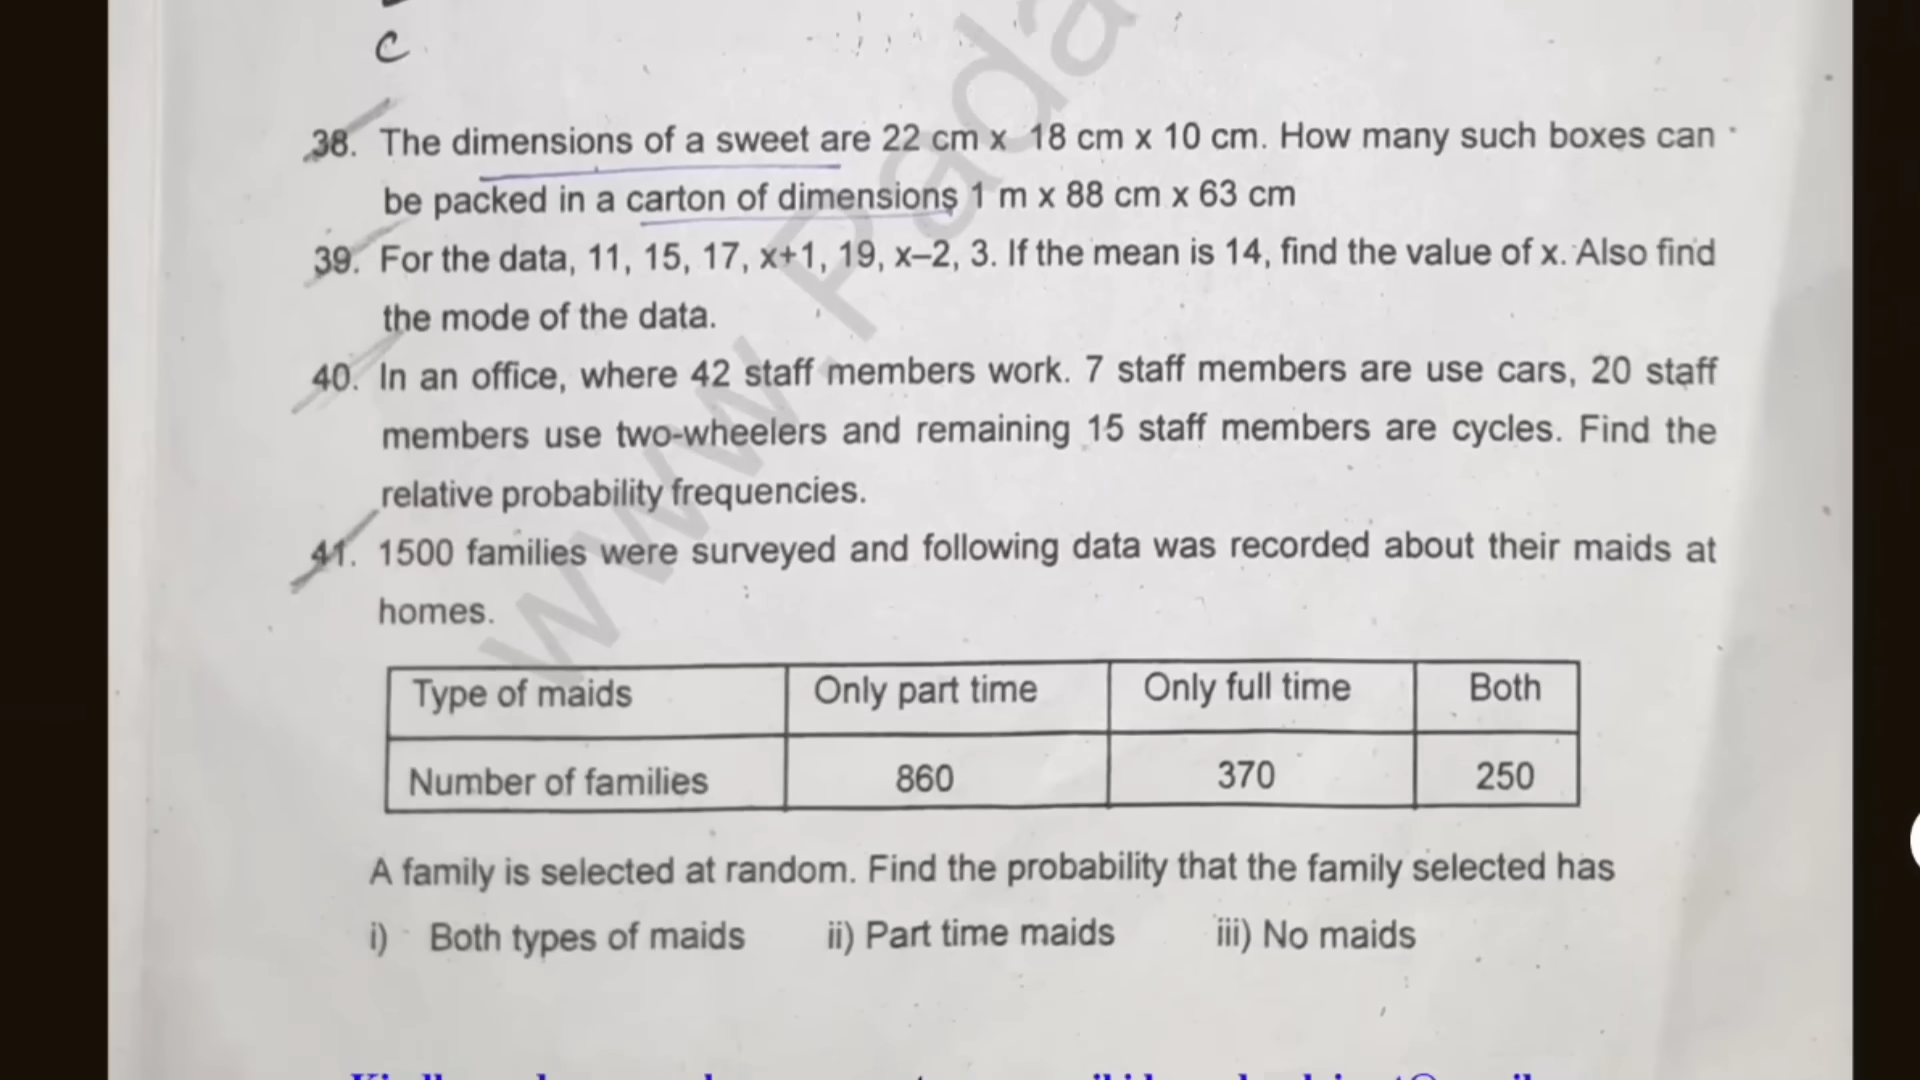 c
38. The dimensions of a sweet are 22 cm x 18 cm x 10 cm. How many such boxes can
be packed in a carton of dimensions 1 m x 88 cm x 63 cm
39. For the data, 11, 15, 17, x+1, 19, x–2, 3. If the mean is 14, find the value of x. Also find
the mode of the data.
40. In an office, where 42 staff members work. 7 staff members are use cars, 20 staff
members use two-wheelers and remaining 15 staff members are cycles. Find the
relative probability frequencies.
41. 1500 families were surveyed and following data was recorded about their maids at
homes.
Type of maids Only part time Only full time Both
Number of families 860 370 250
A family is selected at random. Find the probability that the family selected has
i) Both types of maids ii) Part time maids iii) No maids
www.Pada